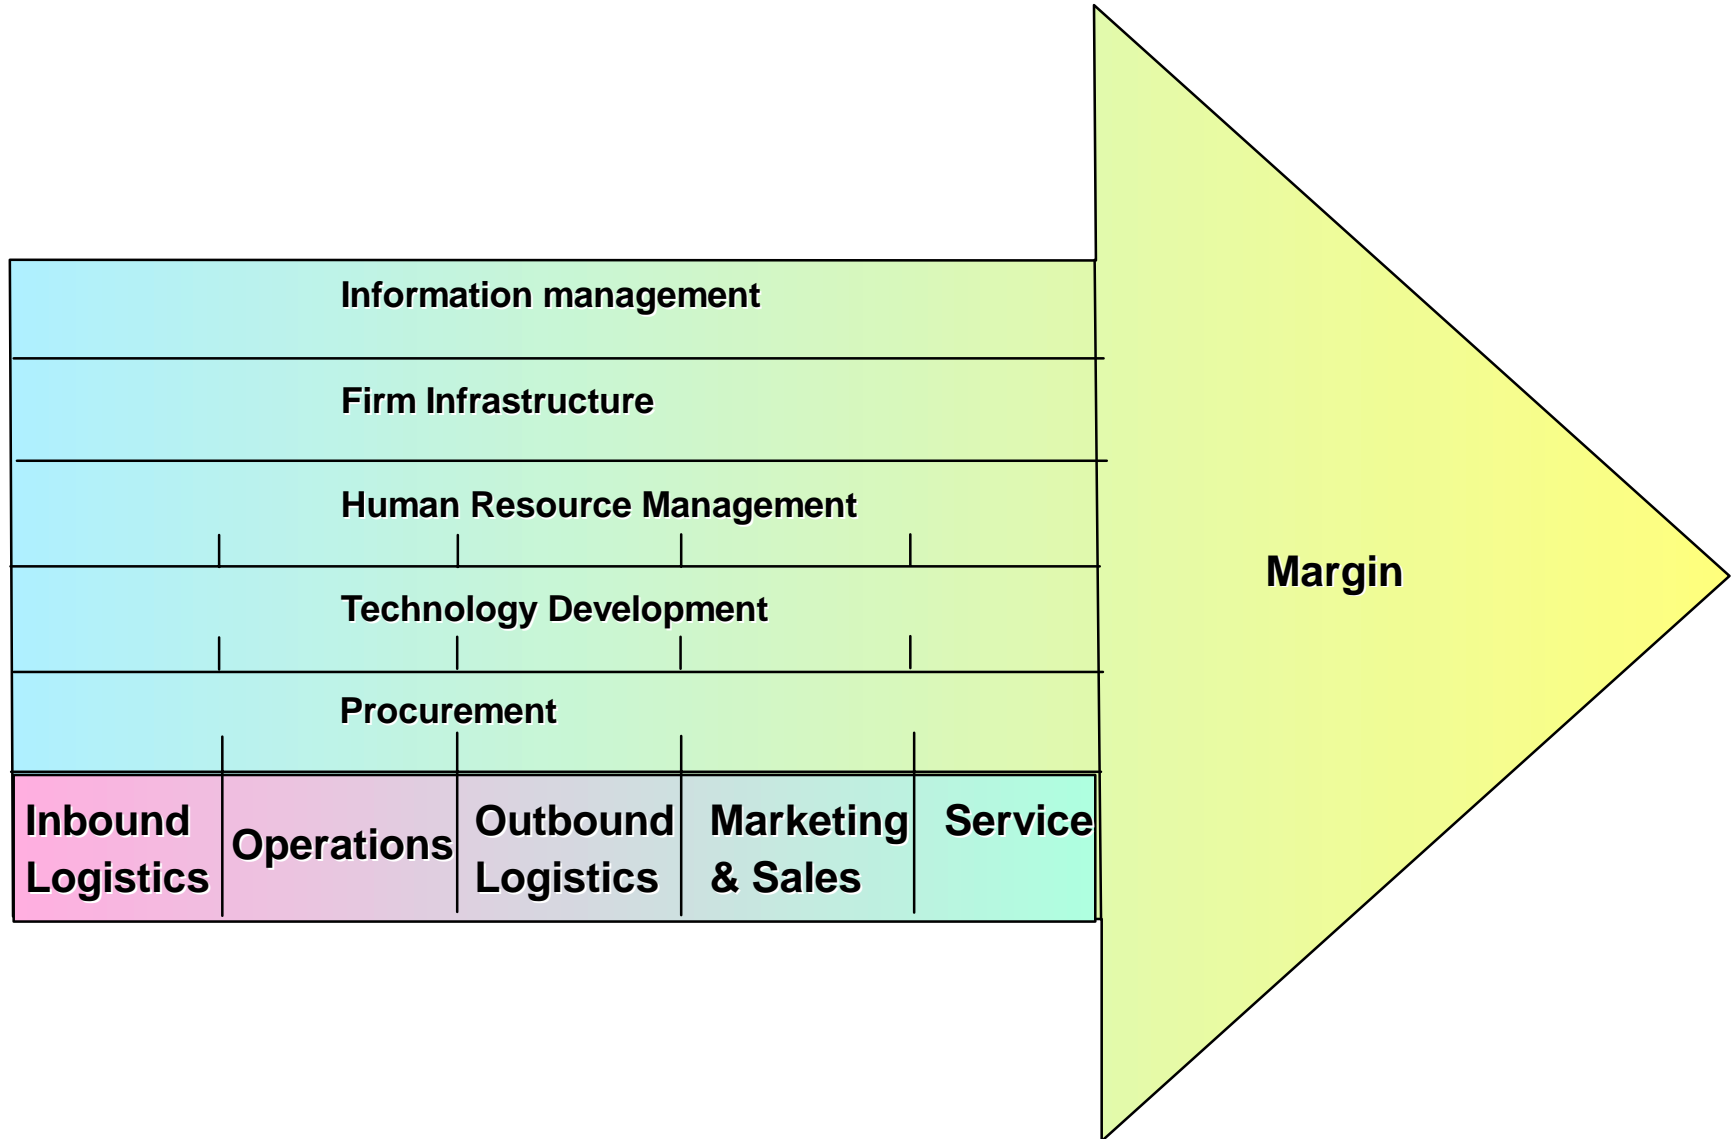 Information management
Firm Infrastructure
Human Resource Management
Margin
Technology Development
Procurement
Inbound
Logistics
Operations
Outbound
Logistics
Marketing
& Sales
Service